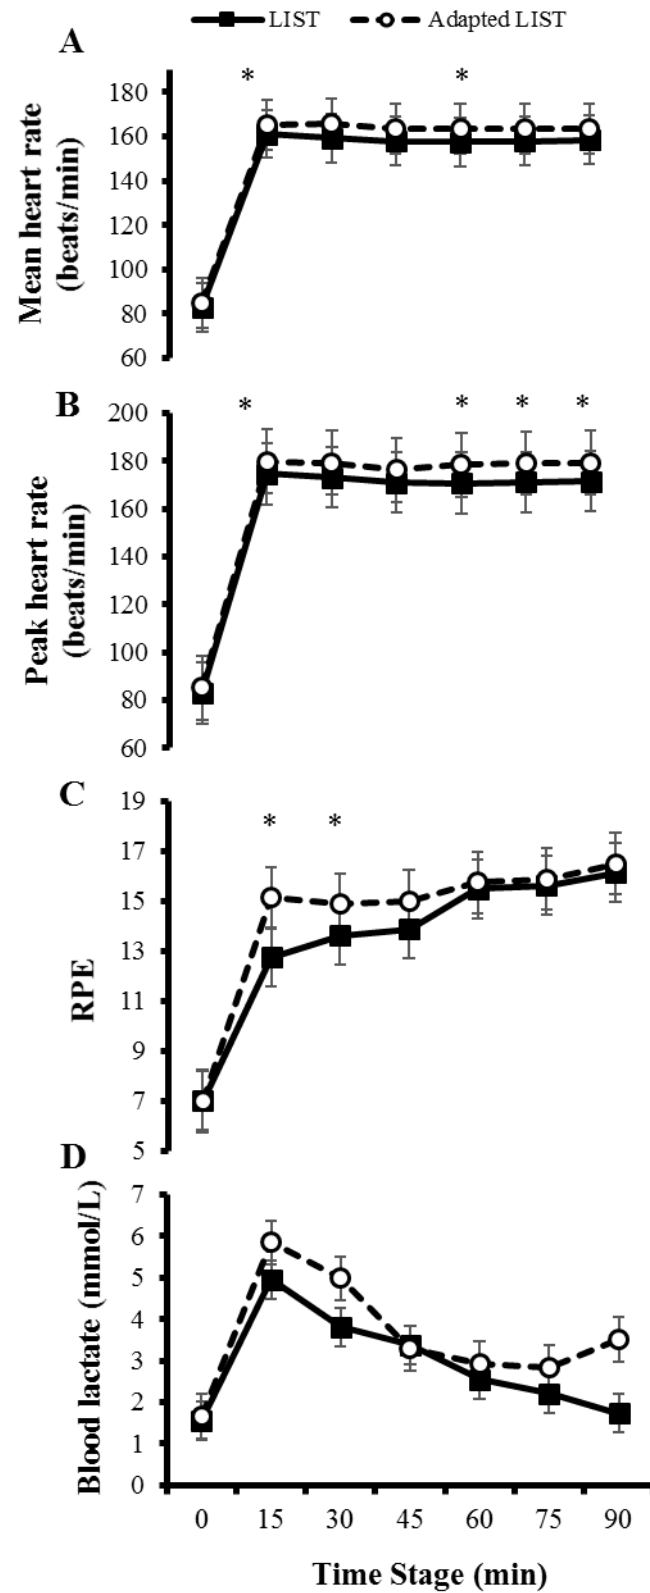 LIST Adapted LIST
A
* *
Mean heart rate
(beats/min)
180
160
140
120
100
80
60
B
* * * *
Peak heart rate
(beats/min)
200
180
160
140
120
100
80
60
C
* *
RPE
19
17
15
13
11
9
7
5
D
Blood lactate (mmol/L)
7
6
5
4
3
2
1
0
0 15 30 45 60 75 90
Time Stage (min)